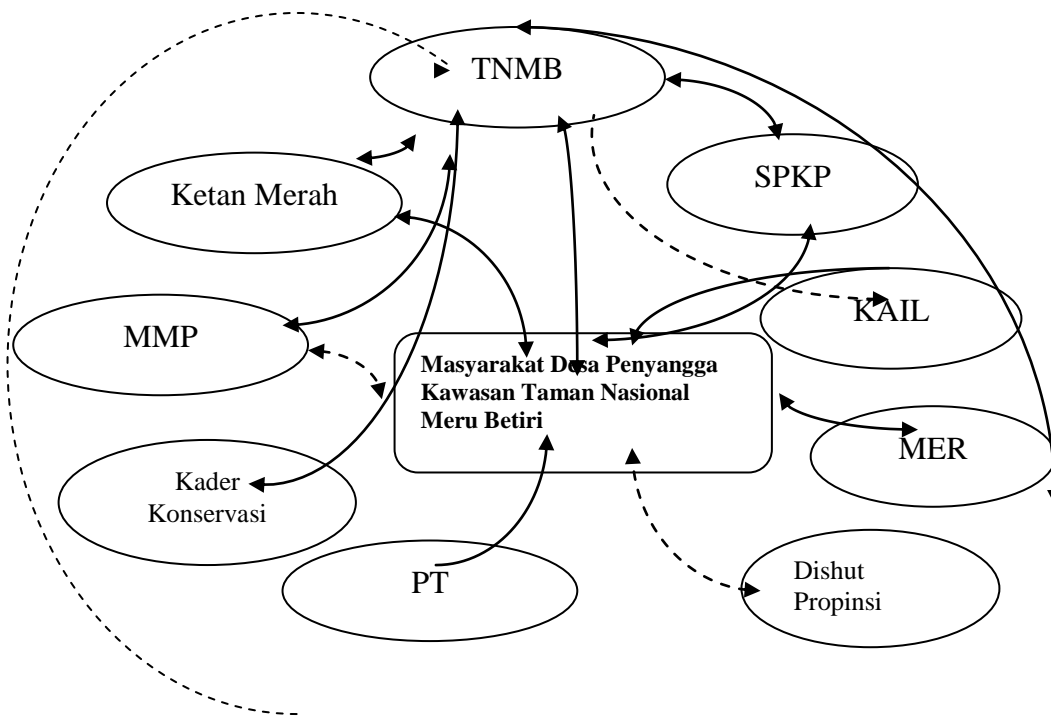 TNMB
SPKP
Ketan Merah
KAIL
MMP
Masyarakat Desa Penyangga
Kawasan Taman Nasional
Meru Betiri
MER
Kader
Konservasi
PT
Dishut
Propinsi